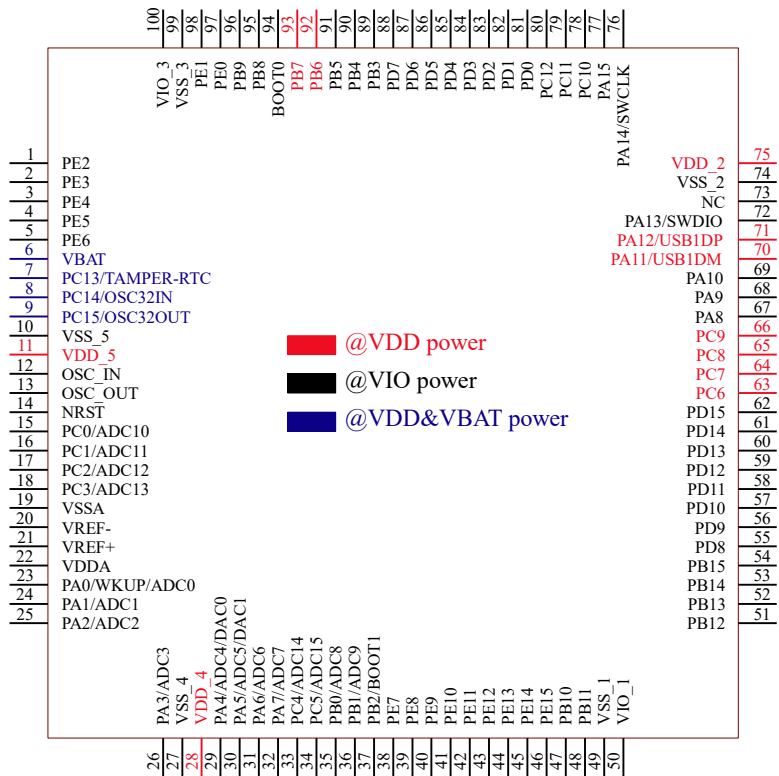 100 99 98 97 96 95 94 93 92 91 90 89 88 87 86 85 84 83 82 81 80 79 78 77 76
VIO_3
VSS_3
PE1
PE0
PB9
PB8
BOOT0
PB7
PB6
PB5
PB4
PB3
PD7
PD6
PD5
PD4
PD3
PD2
PD1
PD0
PC12
PC11
PC10
PA15
PA14/SWCLK
1 PE2
2 PE3
3 PE4
4 PE5
5 PE6
6 VBAT
7 PC13/TAMPER-RTC
8 PC14/OSC32IN
9 PC15/OSC32OUT
10 VSS_5
11 VDD_5
12 OSC_IN
13 OSC_OUT
14 NRST
15 PC0/ADC10
16 PC1/ADC11
17 PC2/ADC12
18 PC3/ADC13
19 VSSA
20 VREF-
21 VREF+
22 VDDA
23 PA0/WKUP/ADC0
24 PA1/ADC1
25 PA2/ADC2
@VDD power
@VIO power
@VDD&VBAT power
VDD_2 75
VSS_2 74
NC 73
PA13/SWDIO 72
PA12/USB1DP 71
PA11/USB1DM 70
PA10 69
PA9 68
PA8 67
PC9 66
PC8 65
PC7 64
PC6 63
PD15 62
PD14 61
PD13 60
PD12 59
PD11 58
PD10 57
PD9 56
PD8 55
PB15 54
PB14 53
PB13 52
PB12 51
PA3/ADC3
VSS_4
VDD_4
PA4/ADC4/DAC0
PA5/ADC5/DAC1
PA6/ADC6
PA7/ADC7
PC4/ADC14
PC5/ADC15
PB0/ADC8
PB1/ADC9
PB2/BOOT1
PE7
PE8
PE9
PE10
PE11
PE12
PE13
PE14
PE15
PB10
PB11
VSS_1
VIO_1
26 27 28 29 30 31 32 33 34 35 36 37 38 39 40 41 42 43 44 45 46 47 48 49 50